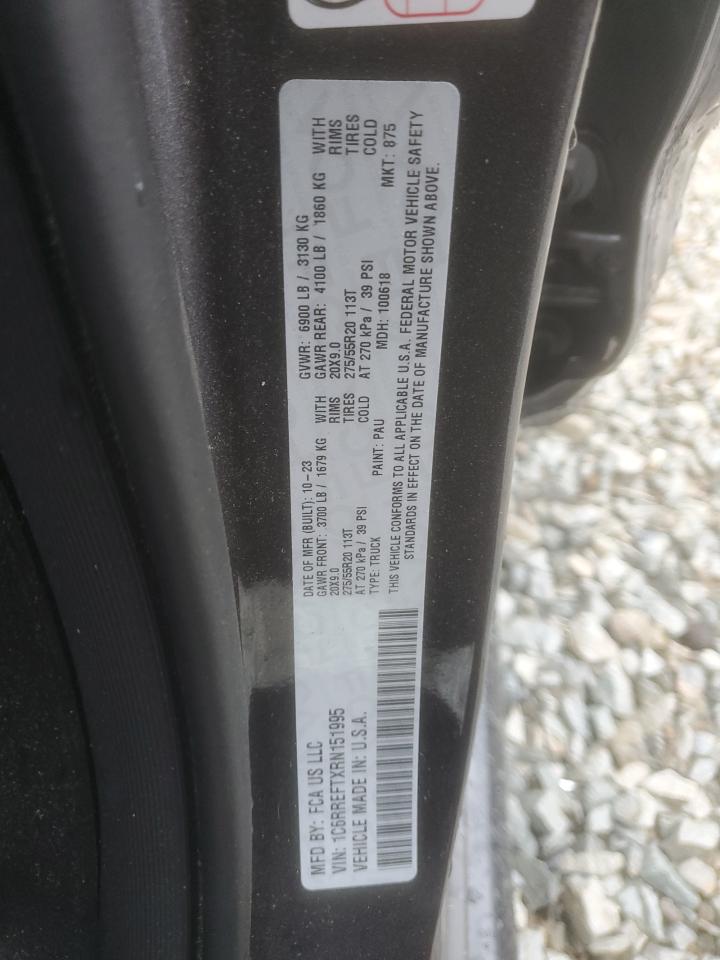 MFD BY: FCA US LLC
DATE OF MFR (BUILT): 10-23
GVWR: 6900 LB / 3130 KG
GAWR FRONT: 3700 LB / 1679 KG WITH
GAWR REAR: 4100 LB / 1860 KG WITH
20X9.0 RIMS
20X9.0 RIMS
275/55R20 113T TIRES
275/55R20 113T TIRES
AT 270 kPa / 39 PSI COLD
AT 270 kPa / 39 PSI COLD
VIN: 1C6RREFTXRN151995
TYPE: TRUCK
PAINT: PAU
MDH: 100618
MKT: 875
VEHICLE MADE IN: U.S.A.
THIS VEHICLE CONFORMS TO ALL APPLICABLE U.S.A. FEDERAL MOTOR VEHICLE SAFETY
STANDARDS IN EFFECT ON THE DATE OF MANUFACTURE SHOWN ABOVE.